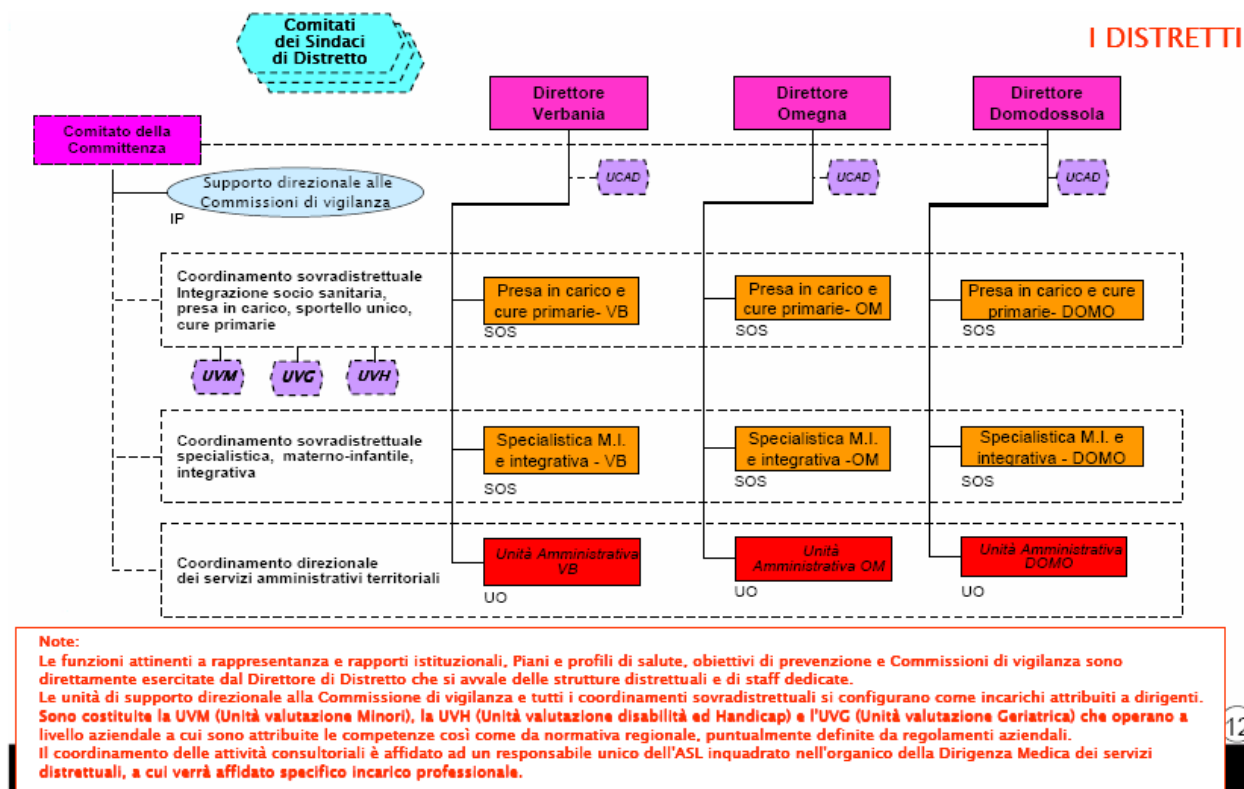 Comitati
dei Sindaci
di Distretto
I DISTRETTI
Direttore
Verbania
Direttore
Omegna
Direttore
Domodossola
Comitato della
Committenza
UCAD
UCAD
UCAD
Supporto direzionale alle
Commissioni di vigilanza
IP
Coordinamento sovradistrettuale
Integrazione socio sanitaria,
presa in carico, sportello unico,
cure primarie
Presa in carico e
cure primarie- VB
SOS
Presa in carico e
cure primarie- OM
SOS
Presa in carico e cure
primarie- DOMO
SOS
UVM
UVG
UVH
Coordinamento sovradistrettuale
specialistica, materno-infantile,
integrativa
Specialistica M.I.
e integrativa - VB
SOS
Specialistica M.I.
e integrativa -OM
SOS
Specialistica M.I. e
integrativa - DOMO
SOS
Coordinamento direzionale
dei servizi amministrativi territoriali
Unità Amministrativa
VB
UO
Unità
Amministrativa OM
UO
Unità Amministrativa
DOMO
UO
Note:
Le funzioni attinenti a rappresentanza e rapporti istituzionali, Piani e profili di salute, obiettivi di prevenzione e Commissioni di vigilanza sono
direttamente esercitate dal Direttore di Distretto che si avvale delle strutture distrettuali e di staff dedicate.
Le unità di supporto direzionale alla Commissione di vigilanza e tutti i coordinamenti sovradistrettuali si configurano come incarichi attribuiti a dirigenti.
Sono costituite la UVM (Unità valutazione Minori), la UVH (Unità valutazione disabilità ed Handicap) e l'UVG (Unità valutazione Geriatrica) che operano a
livello aziendale a cui sono attribuite le competenze così come da normativa regionale, puntualmente definite da regolamenti aziendali.
Il coordinamento delle attività consultoriali è affidato ad un responsabile unico dell'ASL inquadrato nell'organico della Dirigenza Medica dei servizi
distrettuali, a cui verrà affidato specifico incarico professionale.
12